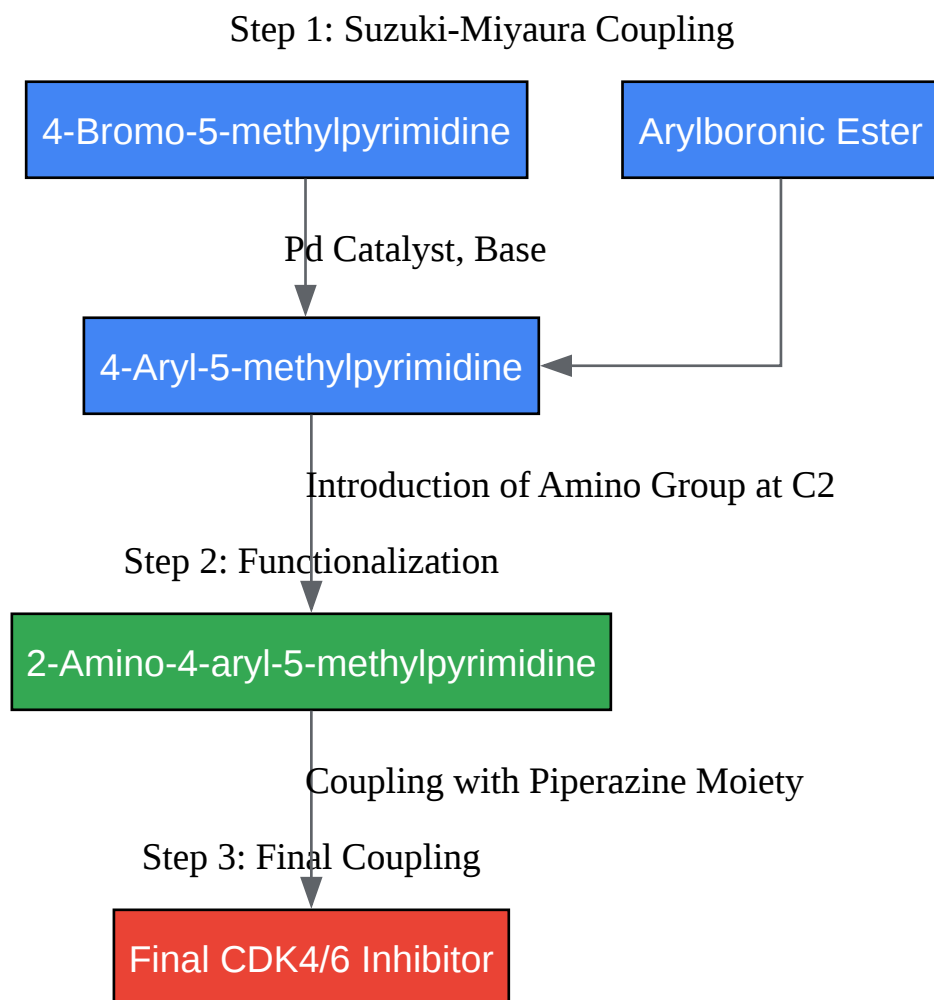 Step 1: Suzuki-Miyaura Coupling
4-Bromo-5-methylpyrimidine
Arylboronic Ester
Pd Catalyst, Base
4-Aryl-5-methylpyrimidine
Introduction of Amino Group at C2
Step 2: Functionalization
2-Amino-4-aryl-5-methylpyrimidine
Coupling with Piperazine Moiety
Step 3: Final Coupling
Final CDK4/6 Inhibitor